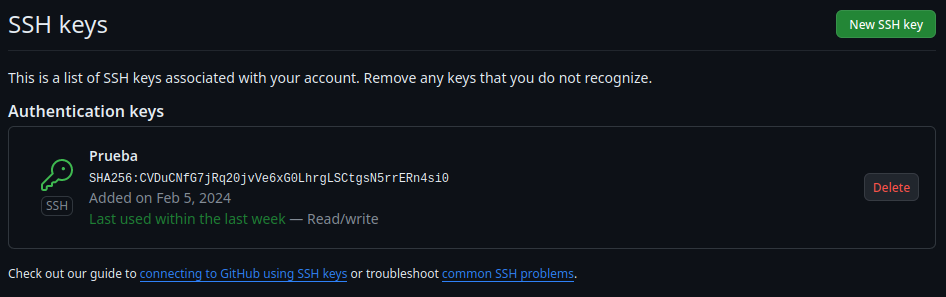 SSH keys
New SSH key
This is a list of SSH keys associated with your account. Remove any keys that you do not recognize.
Authentication keys
Prueba
SHA256:CVDuCNfG7jRq20jvVe6xG0LhrgLSCtgsN5rrERn4si0
Added on Feb 5, 2024
Last used within the last week — Read/write
SSH
Delete
Check out our guide to connecting to GitHub using SSH keys or troubleshoot common SSH problems.